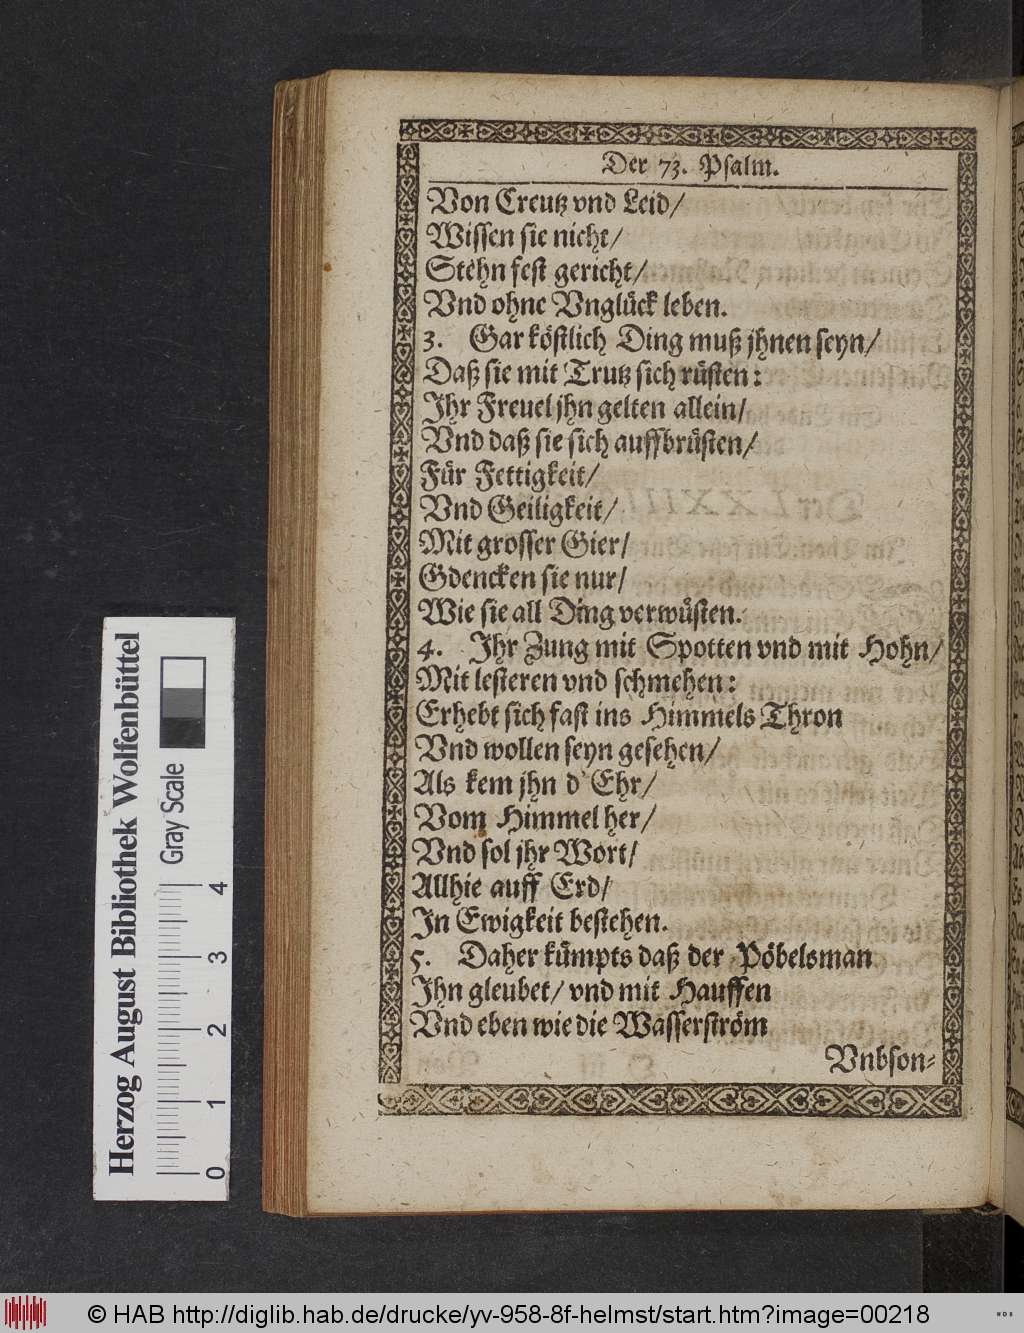 Der 73. Psalm.
Von Creutz vnd Leid/
Wissen sie nicht/
Stehn fest gericht/
Vnd ohne Vnglück leben.
3. Gar köstlich Ding muß jhnen seyn/
Daß sie mit Trutz sich rüsten:
Ihr Freuel jhn gelten allein/
Vnd daß sie sich auffbrüsten/
Für Fettigkeit/
Vnd Geiligkeit/
Mit grosser Gier/
Gdencken sie nur/
Wie sie all Ding verwüsten.
4. Ihr Zung mit Spotten vnd mit Hohn/
Mit lesteren vnd schmehen:
Erhebt sich fast ins Himmels Thron
Vnd wollen seyn gesehen/
Als kem jhn d' Ehr/
Vom Himmel her/
Vnd sol jhr Wort/
Allhie auff Erd/
In Ewigkeit bestehen.
5. Daher kümpts daß der Pöbelsman
Ihn gleubet/ vnd mit Hauffen
Vnd eben wie die Wasserström
Vnbson-
Herzog August Bibliothek Wolfenbüttel
Gray Scale
0 1 2 3 4
© HAB http://diglib.hab.de/drucke/yv-958-8f-helmst/start.htm?image=00218